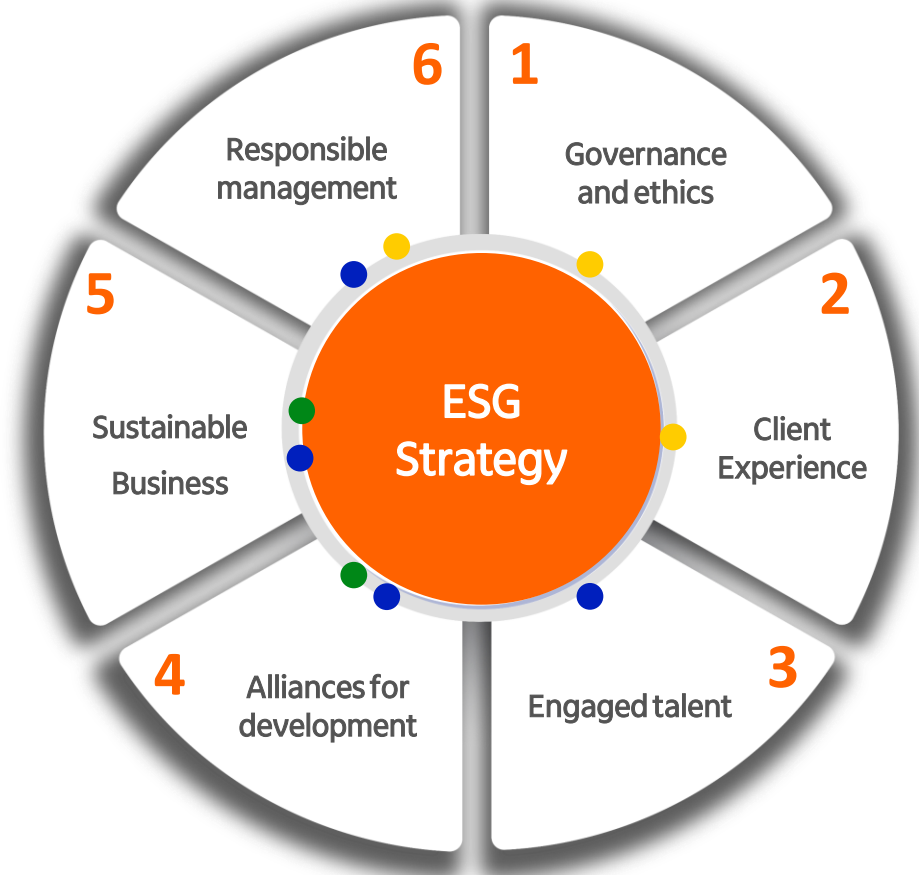 6
Responsible
management
1
Governance
and ethics
2
Client
Experience
3
Engaged talent
4
Alliances for
development
5
Sustainable
Business
ESG
Strategy